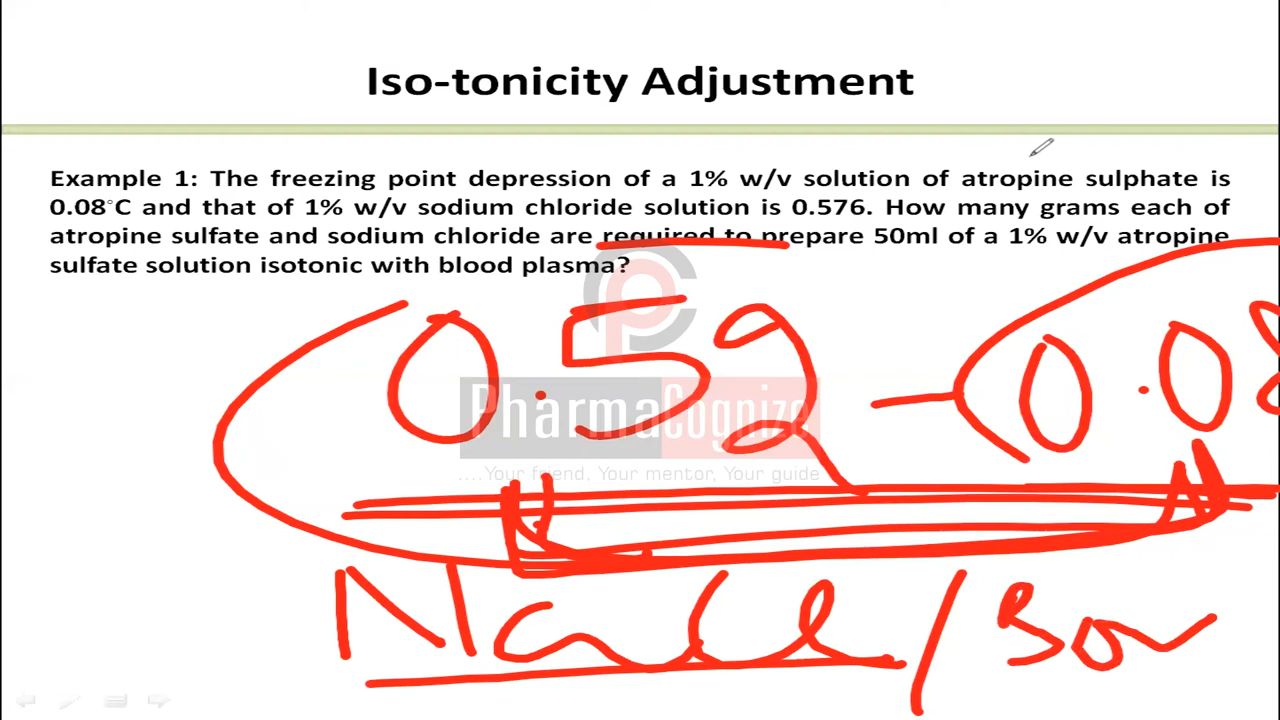 Iso-tonicity Adjustment
Example 1: The freezing point depression of a 1% w/v solution of atropine sulphate is
0.08°C and that of 1% w/v sodium chloride solution is 0.576. How many grams each of
atropine sulfate and sodium chloride are required to prepare 50ml of a 1% w/v atropine
sulfate solution isotonic with blood plasma?
0.52 - 0.08
PharmaCognize
....Your friend, Your mentor, Your guide
NaCl /